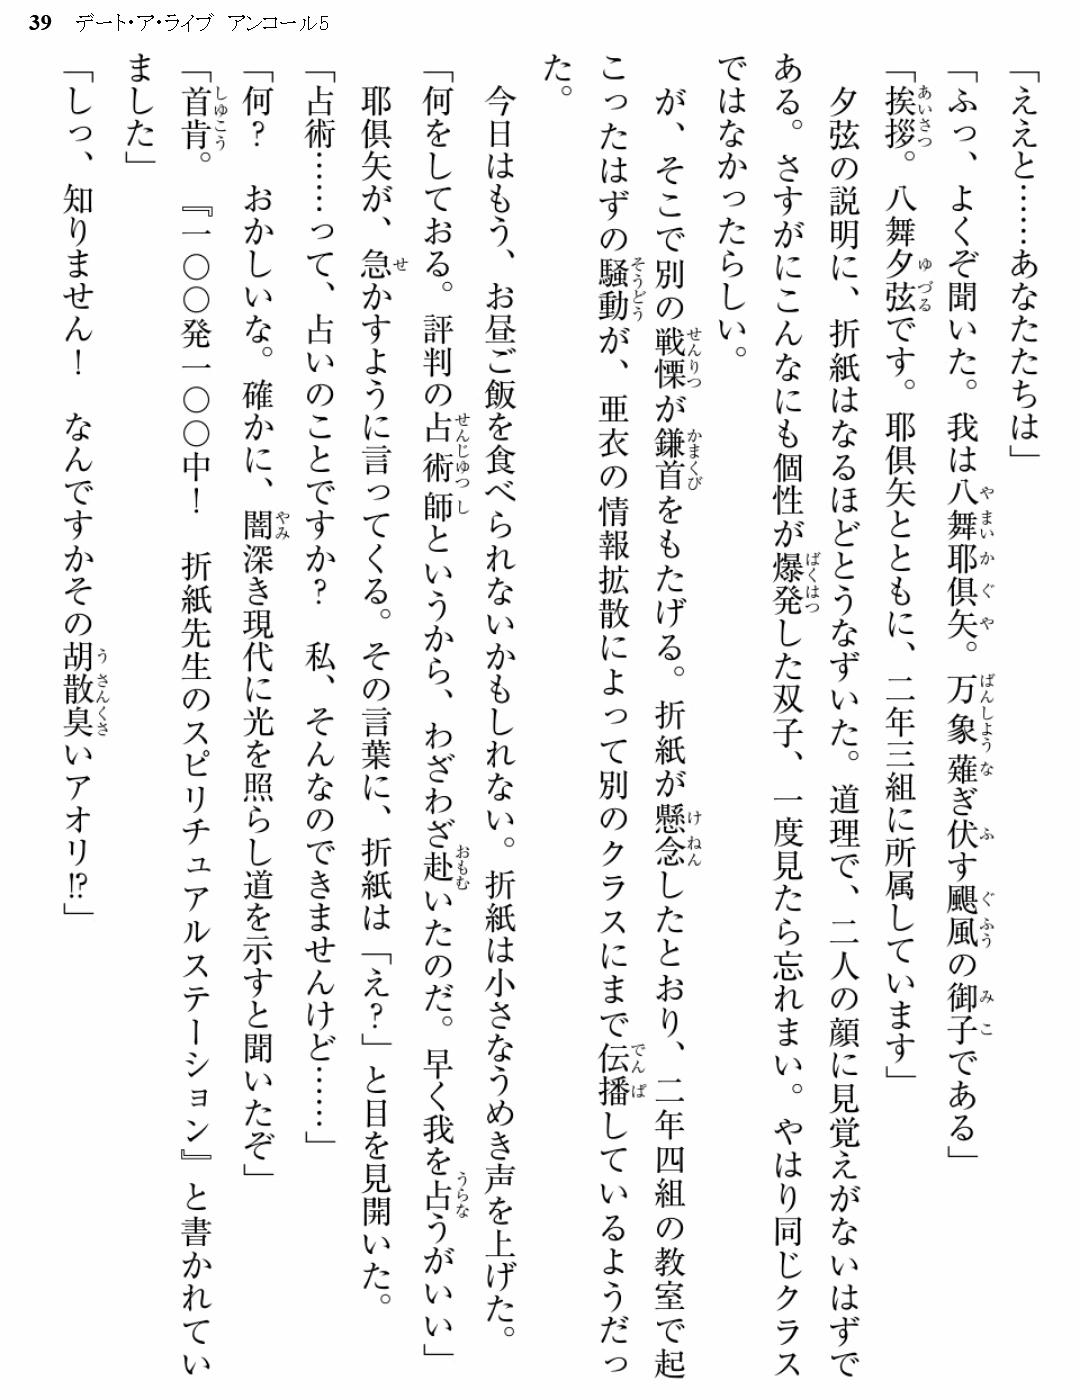 39 デート・ア・ライブ アンコール5
「ええと……あなたたちは」
「ふっ、よくぞ聞いた。我は八舞耶倶矢。万象薙ぎ伏す颶風の御子である」
「挨拶。八舞夕弦です。耶倶矢とともに、二年三組に所属しています」
　夕弦の説明に、折紙はなるほどとうなずいた。道理で、二人の顔に見覚えがないはずで
ある。さすがにこんなにも個性が爆発した双子、一度見たら忘れまい。やはり同じクラス
ではなかったらしい。
　が、そこで別の戦慄が鎌首をもたげる。折紙が懸念したとおり、二年四組の教室で起
こったはずの騒動が、亜衣の情報拡散によって別のクラスにまで伝播しているようだっ
た。
　今日はもう、お昼ご飯を食べられないかもしれない。折紙は小さなうめき声を上げた。
「何をしておる。評判の占術師というから、わざわざ赴いたのだ。早く我を占うがいい」
　耶倶矢が、急かすように言ってくる。その言葉に、折紙は「え？」と目を見開いた。
「占術……って、占いのことですか？　私、そんなのできませんけど……」
「何？　おかしいな。確かに、闇深き現代に光を照らし道を示すと聞いたぞ」
「首肯。『一〇〇発一〇〇中！　折紙先生のスピリチュアルステーション』と書かれてい
ました」
「しっ、知りません！　なんですかその胡散臭いアオリ!?」